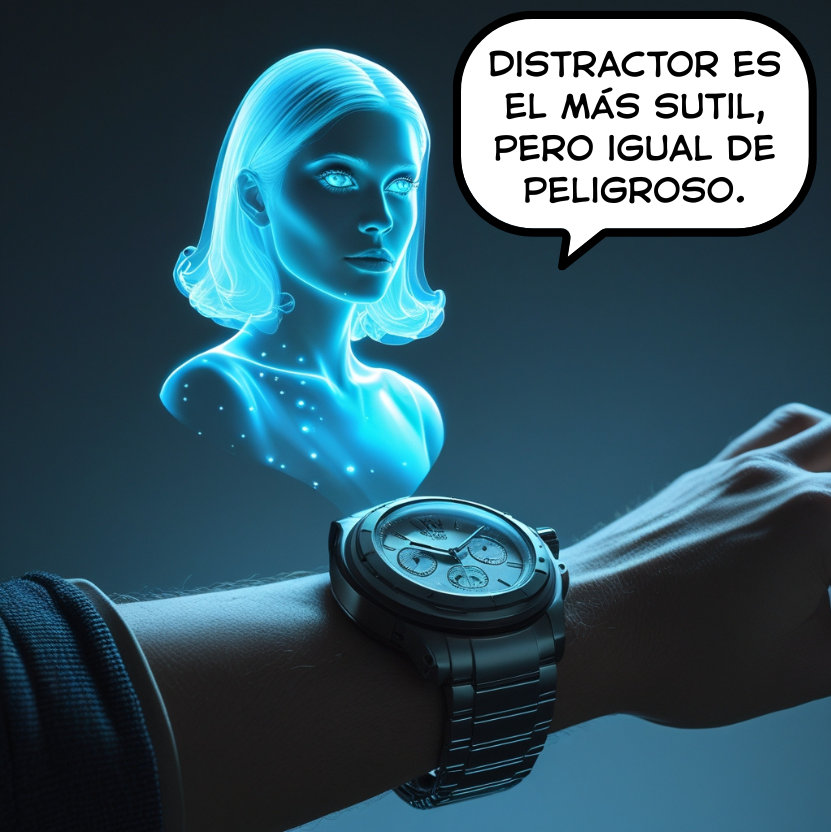 DISTRACTOR ES
EL MÁS SUTIL,
PERO IGUAL DE
PELIGROSO.